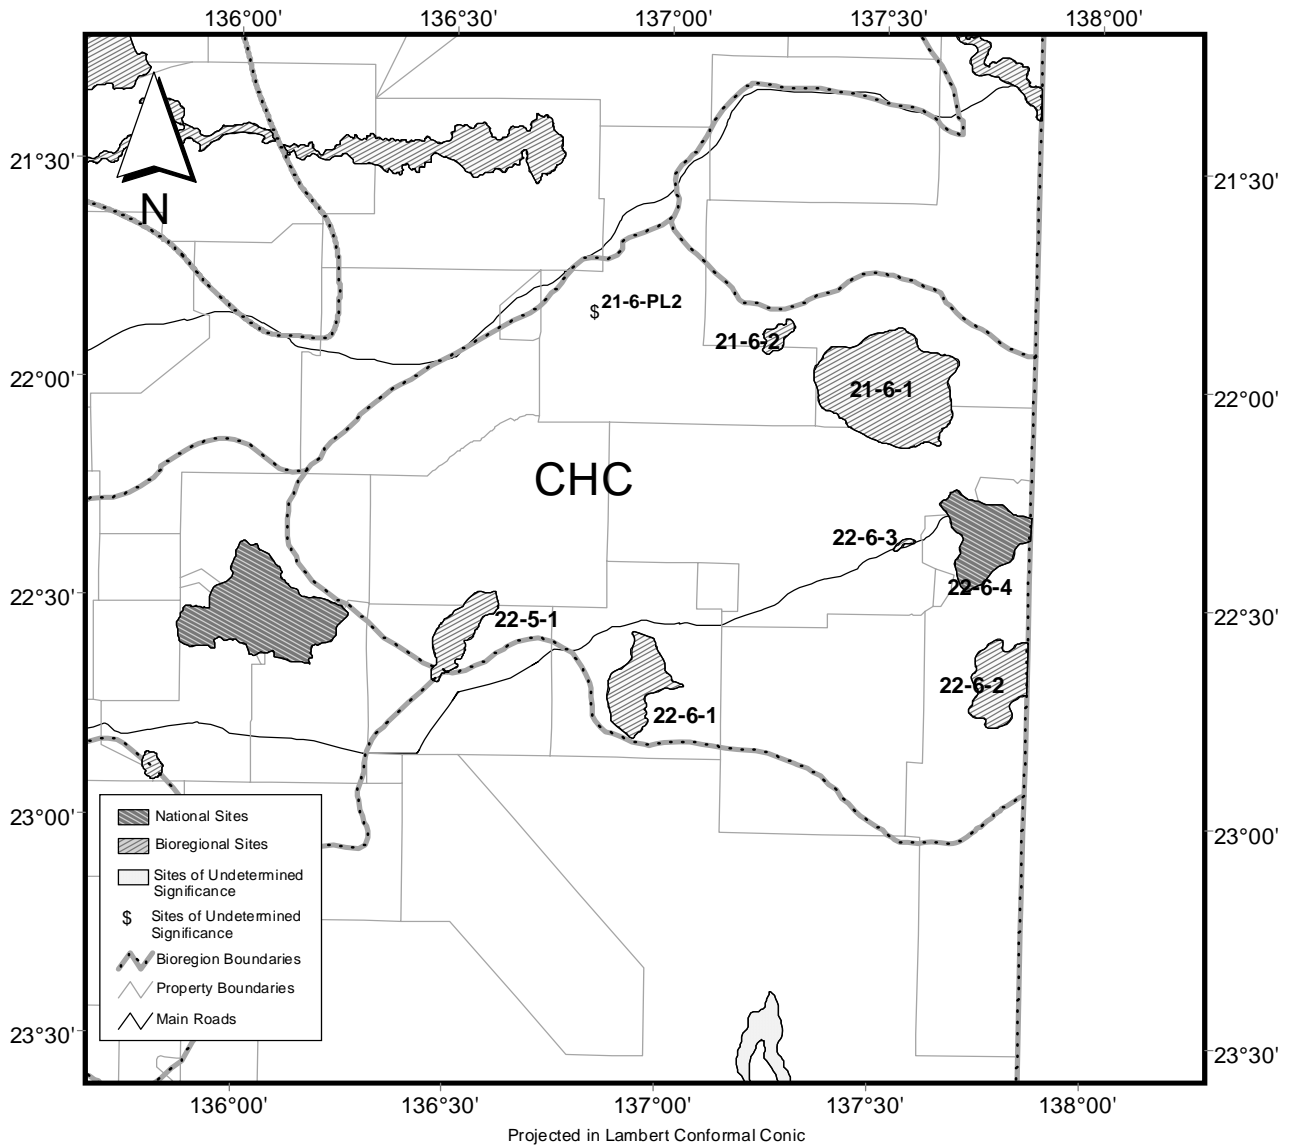 136°00' 136°30' 137°00' 137°30' 138°00'
21°30'
21°30'
N
21-6-PL2
$
21-6-2
22°00'
21-6-1
22°00'
CHC
22-6-3
22-6-4
22°30'
22°30'
22-5-1
22-6-2
22-6-1
23°00'
23°00'
National Sites
Bioregional Sites
Sites of Undetermined
Significance
$ Sites of Undetermined
Significance
Bioregion Boundaries
Property Boundaries
Main Roads
23°30'
23°30'
136°00' 136°30' 137°00' 137°30' 138°00'
Projected in Lambert Conformal Conic